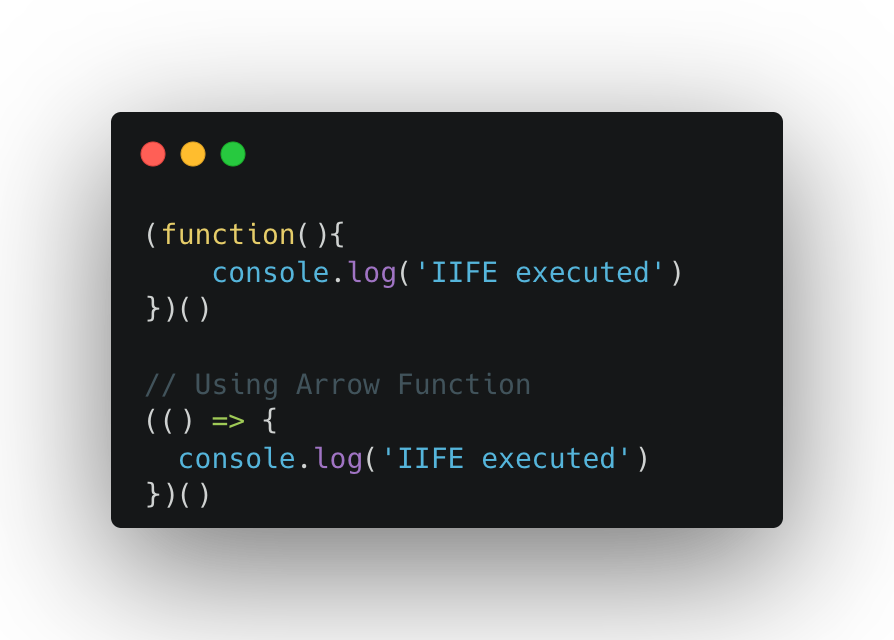 (function(){
    console.log('IIFE executed')
})()

// Using Arrow Function
(() => {
  console.log('IIFE executed')
})()